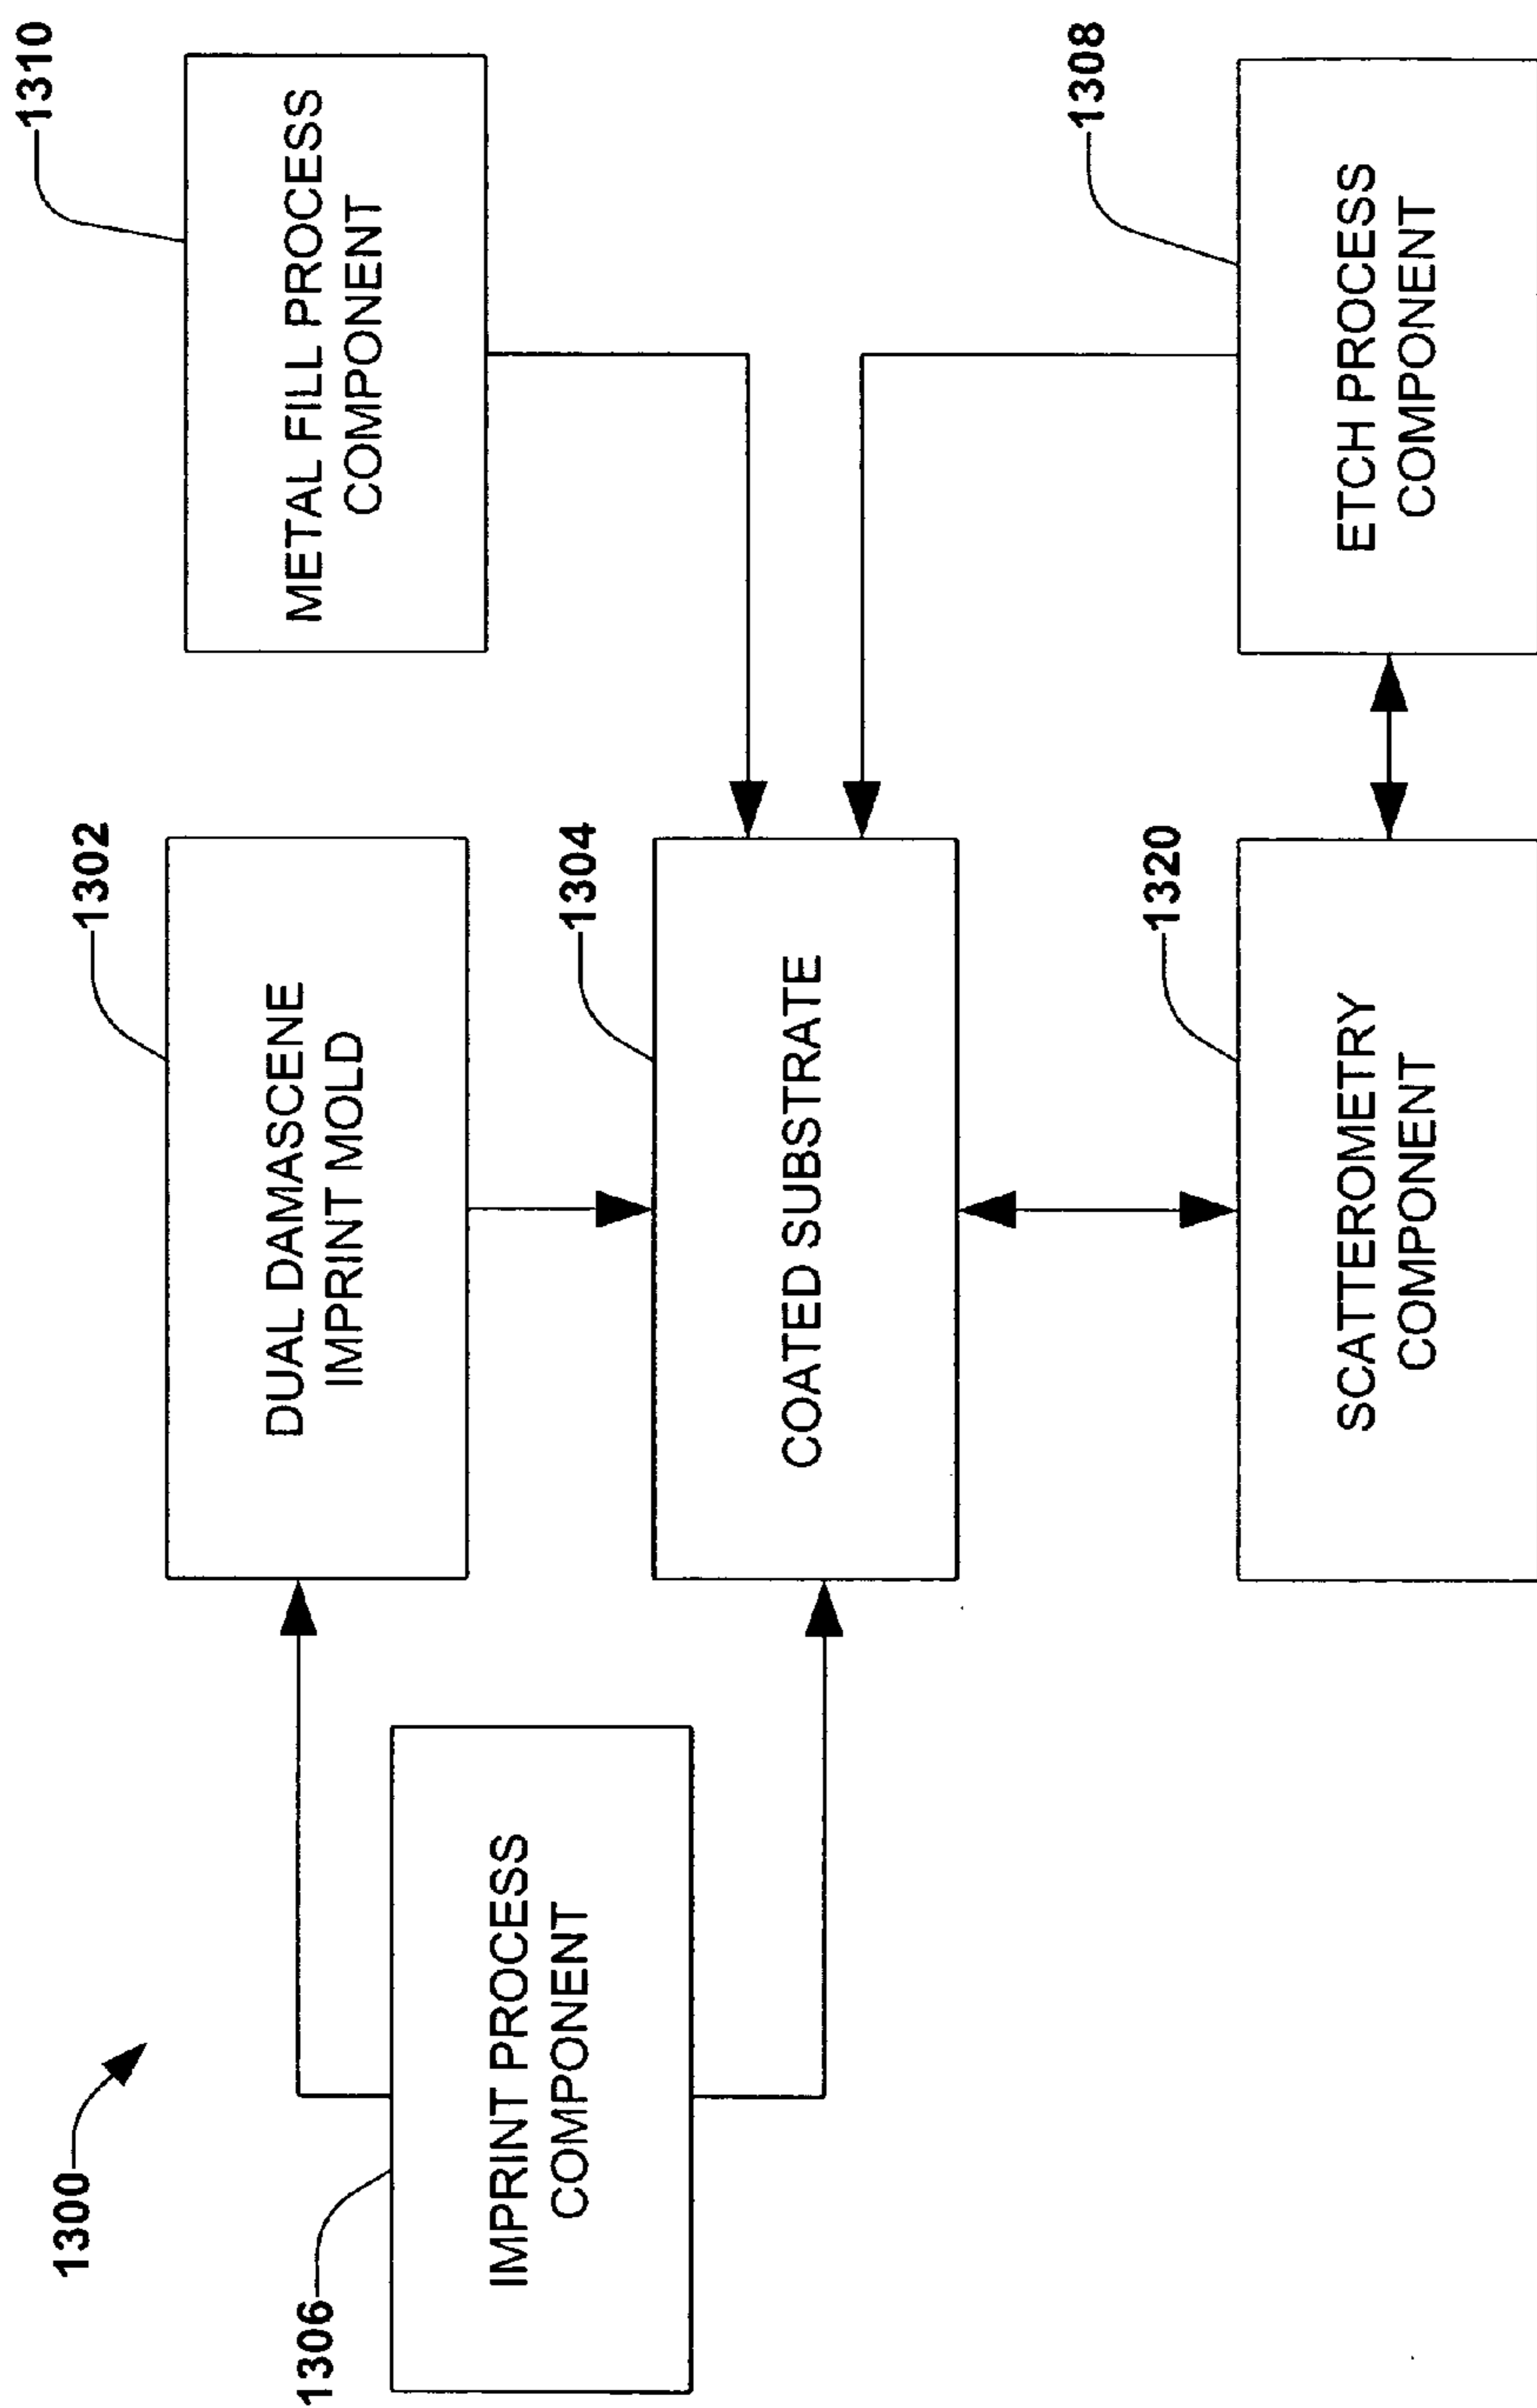 1300
1306
IMPRINT PROCESS
COMPONENT
1302
DUAL DAMASCENE
IMPRINT MOLD
1304
COATED SUBSTRATE
1320
SCATTEROMETRY
COMPONENT
1310
METAL FILL PROCESS
COMPONENT
1308
ETCH PROCESS
COMPONENT